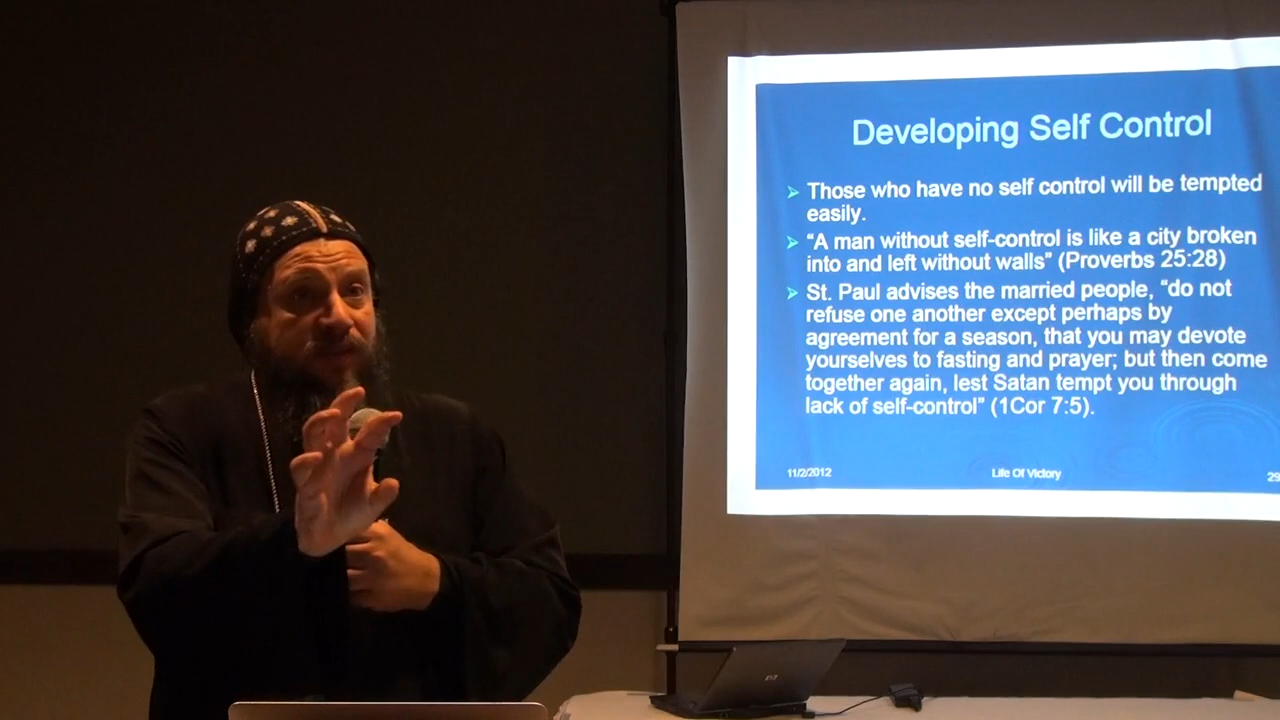 Developing Self Control
➢ Those who have no self control will be tempted
easily.
➢ “A man without self-control is like a city broken
into and left without walls” (Proverbs 25:28)
➢ St. Paul advises the married people, “do not
refuse one another except perhaps by
agreement for a season, that you may devote
yourselves to fasting and prayer; but then come
together again, lest Satan tempt you through
lack of self-control” (1Cor 7:5).
11/2/2012 Life Of Victory 29
hp